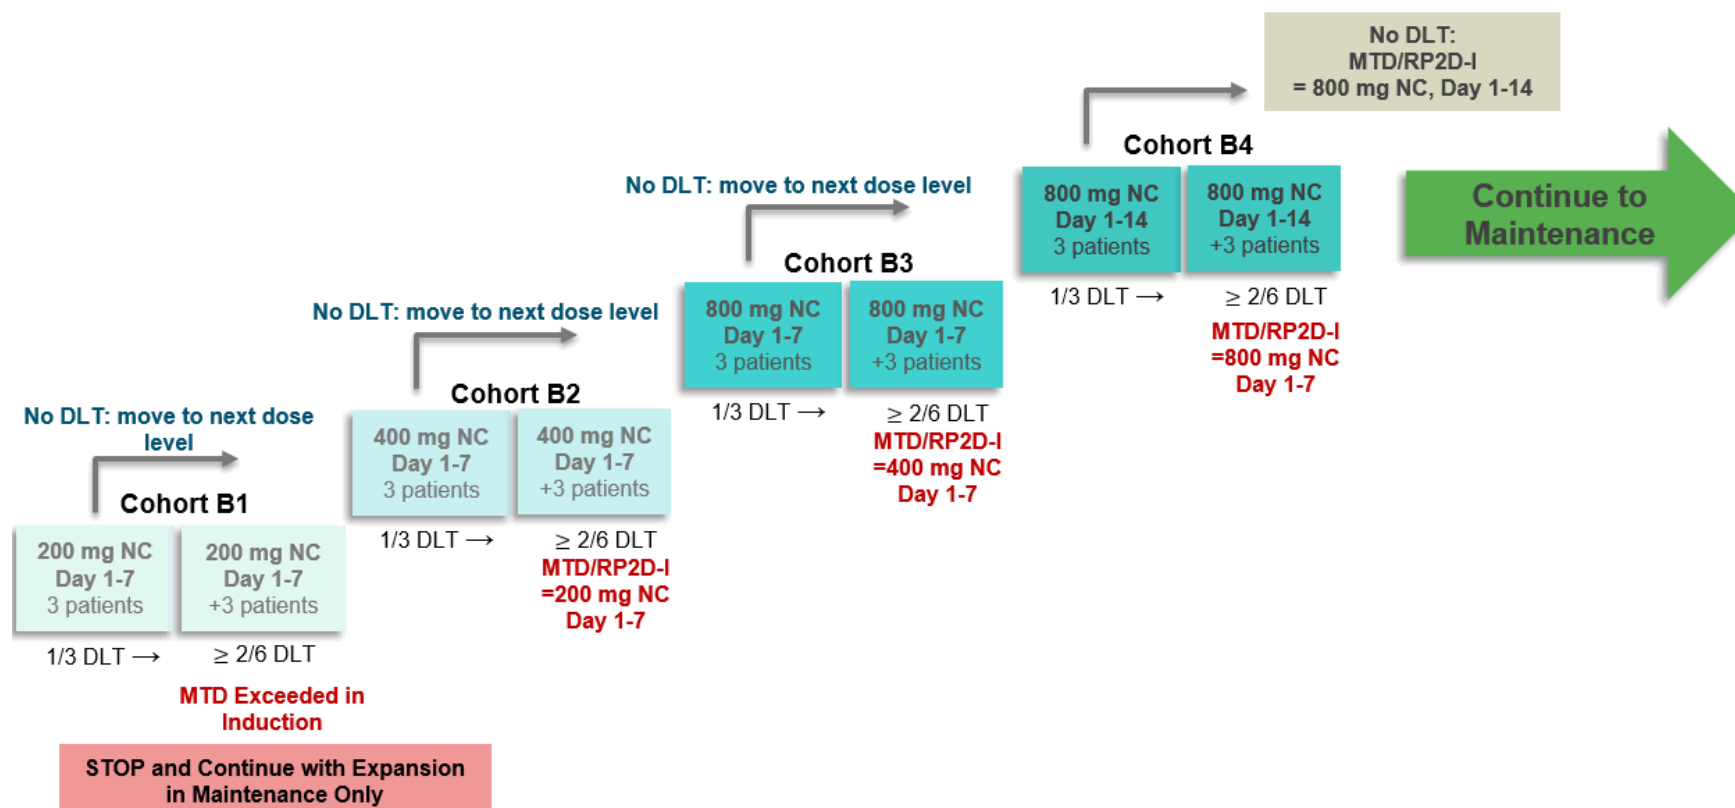 No DLT:
MTD/RP2D-I
= 800 mg NC, Day 1-14
Continue to
Maintenance
Cohort B4
800 mg NC
Day 1-14
3 patients
800 mg NC
Day 1-14
+3 patients
1/3 DLT →
≥ 2/6 DLT
MTD/RP2D-I
=800 mg NC
Day 1-7
No DLT: move to next dose level
Cohort B3
800 mg NC
Day 1-7
3 patients
800 mg NC
Day 1-7
+3 patients
1/3 DLT →
≥ 2/6 DLT
MTD/RP2D-I
=400 mg NC
Day 1-7
No DLT: move to next dose level
Cohort B2
400 mg NC
Day 1-7
3 patients
400 mg NC
Day 1-7
+3 patients
1/3 DLT →
≥ 2/6 DLT
MTD/RP2D-I
=200 mg NC
Day 1-7
No DLT: move to next dose
level
Cohort B1
200 mg NC
Day 1-7
3 patients
200 mg NC
Day 1-7
+3 patients
1/3 DLT →
≥ 2/6 DLT
MTD Exceeded in
Induction
STOP and Continue with Expansion
in Maintenance Only